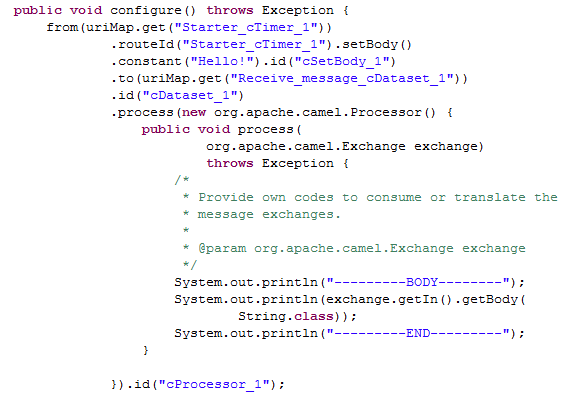 public void configure() throws Exception {
from(uriMap.get("Starter_cTimer_1"))
.routeId("Starter_cTimer_1").setBody()
.constant("Hello!").id("cSetBody_1")
.to(uriMap.get("Receive_message_cDataset_1"))
.id("cDataset_1")
.process(new org.apache.camel.Processor() {
public void process(
org.apache.camel.Exchange exchange)
throws Exception {
/*
* Provide own codes to consume or translate the
* message exchanges.
*
* @param org.apache.camel.Exchange exchange
*/
System.out.println("---------BODY--------");
System.out.println(exchange.getIn().getBody(
String.class));
System.out.println("---------END---------");
}
}).id("cProcessor_1");